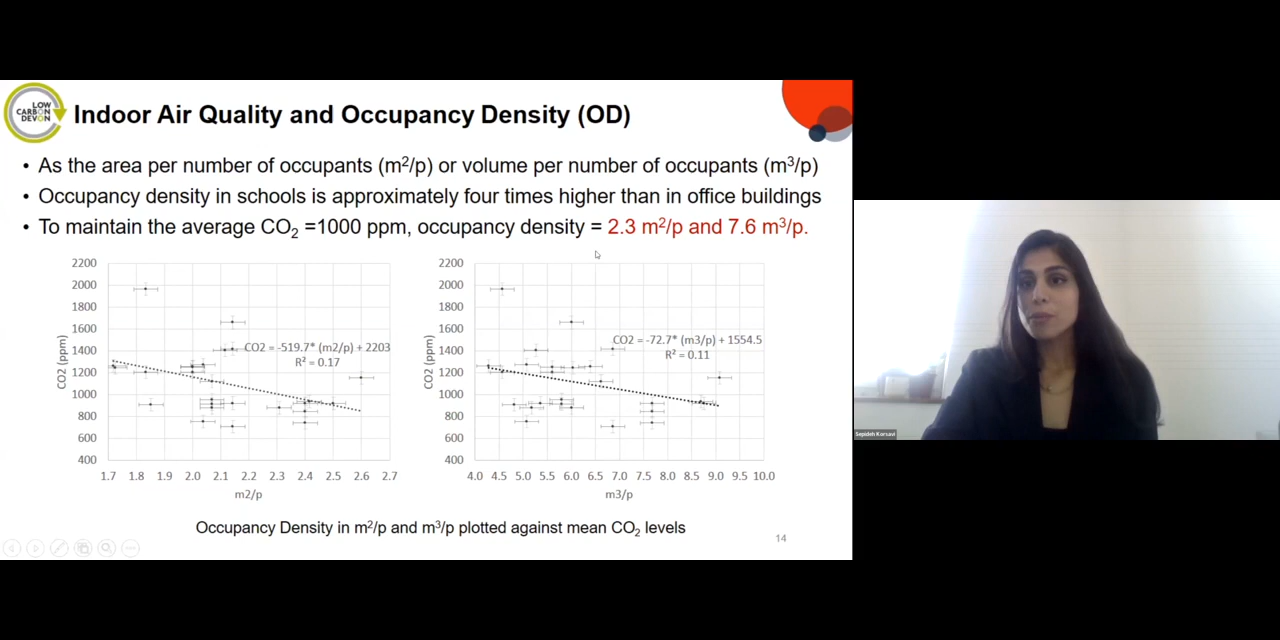 LOW
CARBON
DEVON
Indoor Air Quality and Occupancy Density (OD)
• As the area per number of occupants (m²/p) or volume per number of occupants (m³/p)
• Occupancy density in schools is approximately four times higher than in office buildings
• To maintain the average CO₂ =1000 ppm, occupancy density = 2.3 m²/p and 7.6 m³/p.
2200
2000
1800
1600
1400
1200
1000
800
600
400
CO2 (ppm)
CO2 = -519.7* (m2/p) + 2203
R² = 0.17
1.7 1.8 1.9 2.0 2.1 2.2 2.3 2.4 2.5 2.6 2.7
m2/p
2200
2000
1800
1600
1400
1200
1000
800
600
400
CO2 (ppm)
CO2 = -72.7* (m3/p) + 1554.5
R² = 0.11
4.0 4.5 5.0 5.5 6.0 6.5 7.0 7.5 8.0 8.5 9.0 9.5 10.0
m3/p
Occupancy Density in m²/p and m³/p plotted against mean CO₂ levels
14
Sepideh Korsavi